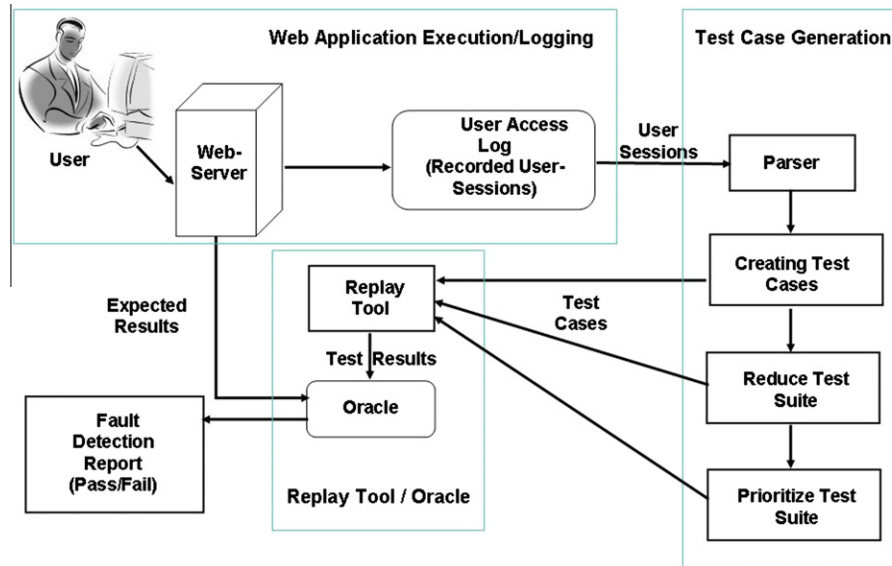 Web Application Execution/Logging
Test Case Generation
User
Web-
Server
User Access
Log
(Recorded User-
Sessions)
User
Sessions
Parser
Creating Test
Cases
Replay
Tool
Expected
Results
Test
Cases
Test Results
Reduce Test
Suite
Oracle
Fault
Detection
Report
(Pass/Fail)
Replay Tool / Oracle
Prioritize Test
Suite